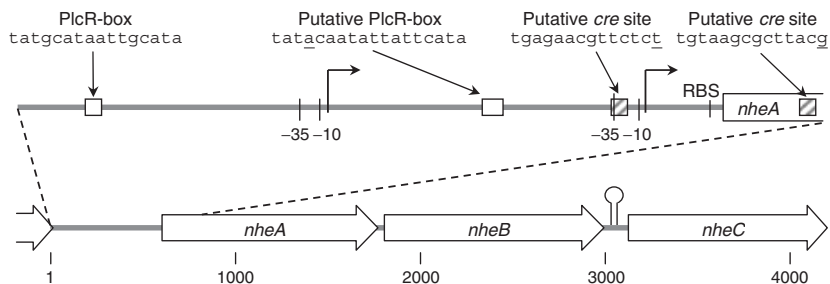 PlcR-box
tatgcataattgcata
Putative PlcR-box
tatacaatattattcata
Putative cre site
tgagaacgttctct
Putative cre site
tgtaagcgcttacg
RBS
nheA
–35 –10
–35 –10
nheA
nheB
nheC
1
1000
2000
3000
4000